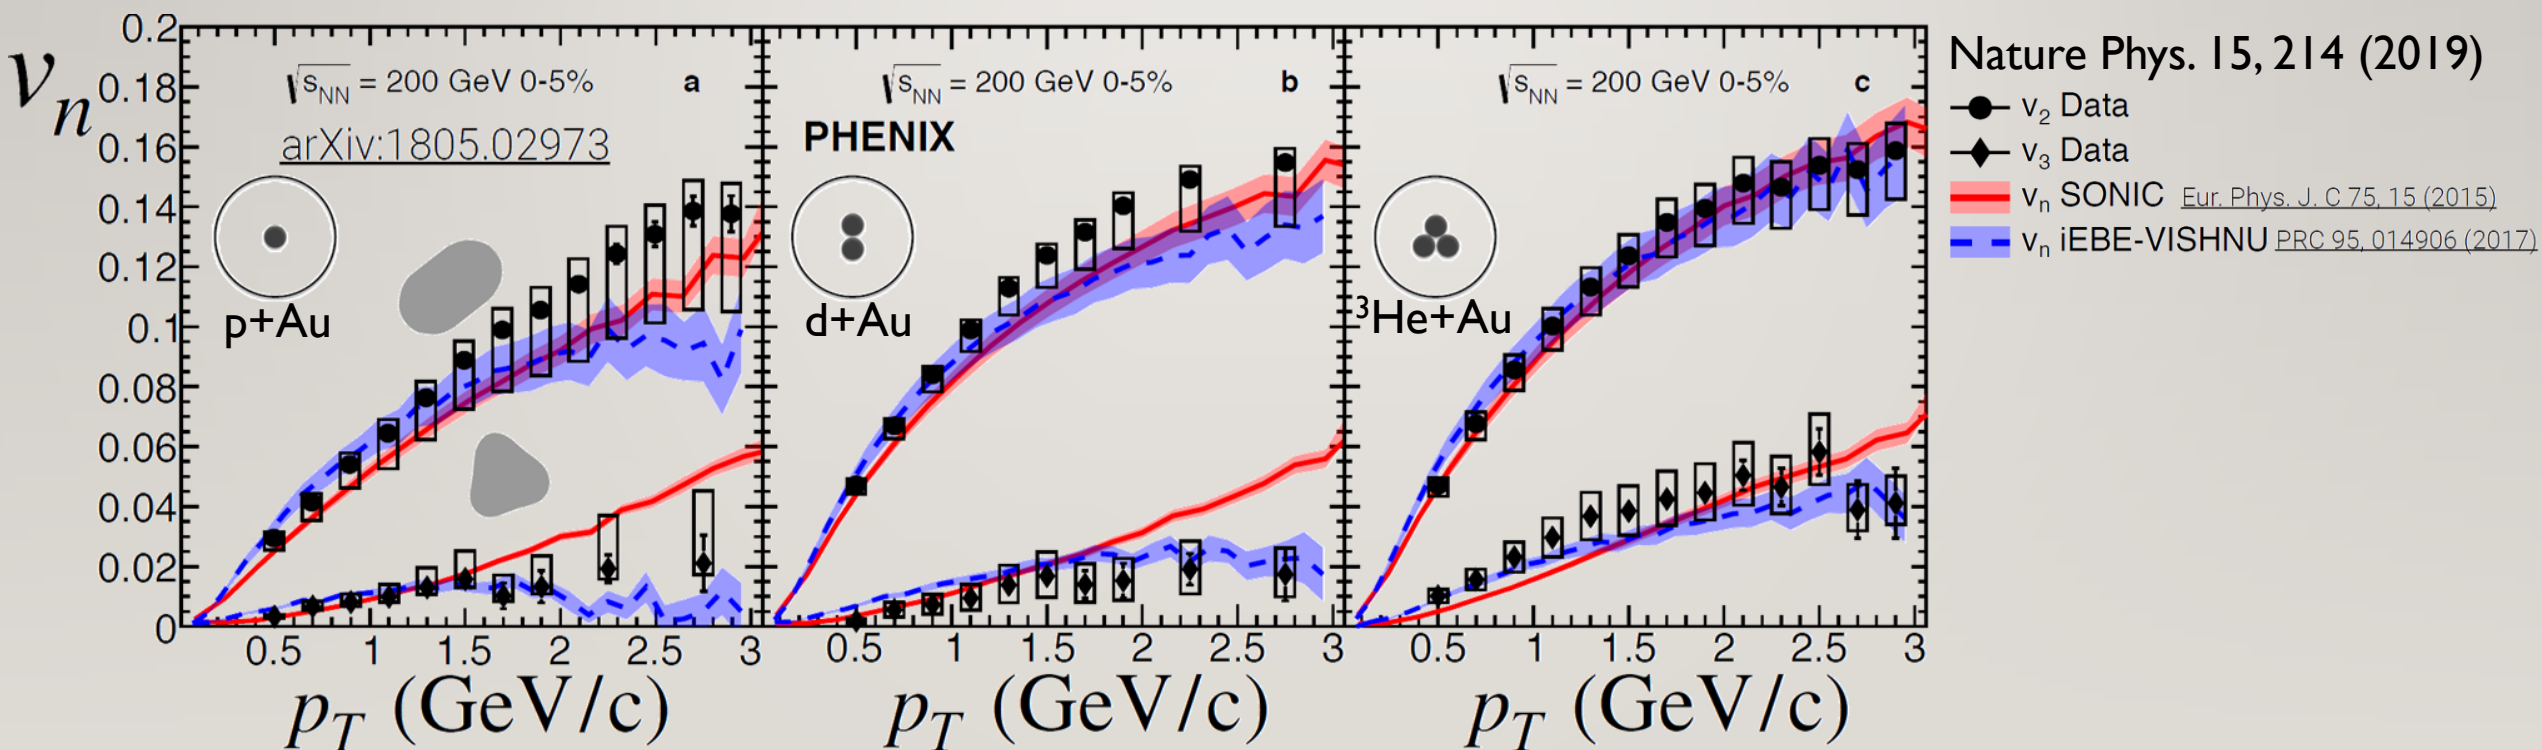 v_n
0.2
0.18
0.16
0.14
0.12
0.1
0.08
0.06
0.04
0.02
0
√s_NN = 200 GeV 0-5% a
arXiv:1805.02973
p+Au
0.5 1 1.5 2 2.5 3
p_T (GeV/c)
√s_NN = 200 GeV 0-5% b
PHENIX
d+Au
0.5 1 1.5 2 2.5 3
p_T (GeV/c)
√s_NN = 200 GeV 0-5% c
³He+Au
0.5 1 1.5 2 2.5 3
p_T (GeV/c)
Nature Phys. 15, 214 (2019)
v₂ Data
v₃ Data
v_n SONIC Eur. Phys. J. C 75, 15 (2015)
v_n iEBE-VISHNU PRC 95, 014906 (2017)